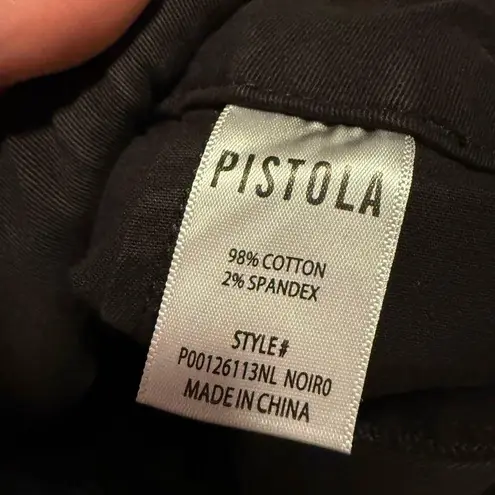 PISTOLA
98% COTTON
2% SPANDEX
STYLE#
P00126113NL NOIR0
MADE IN CHINA